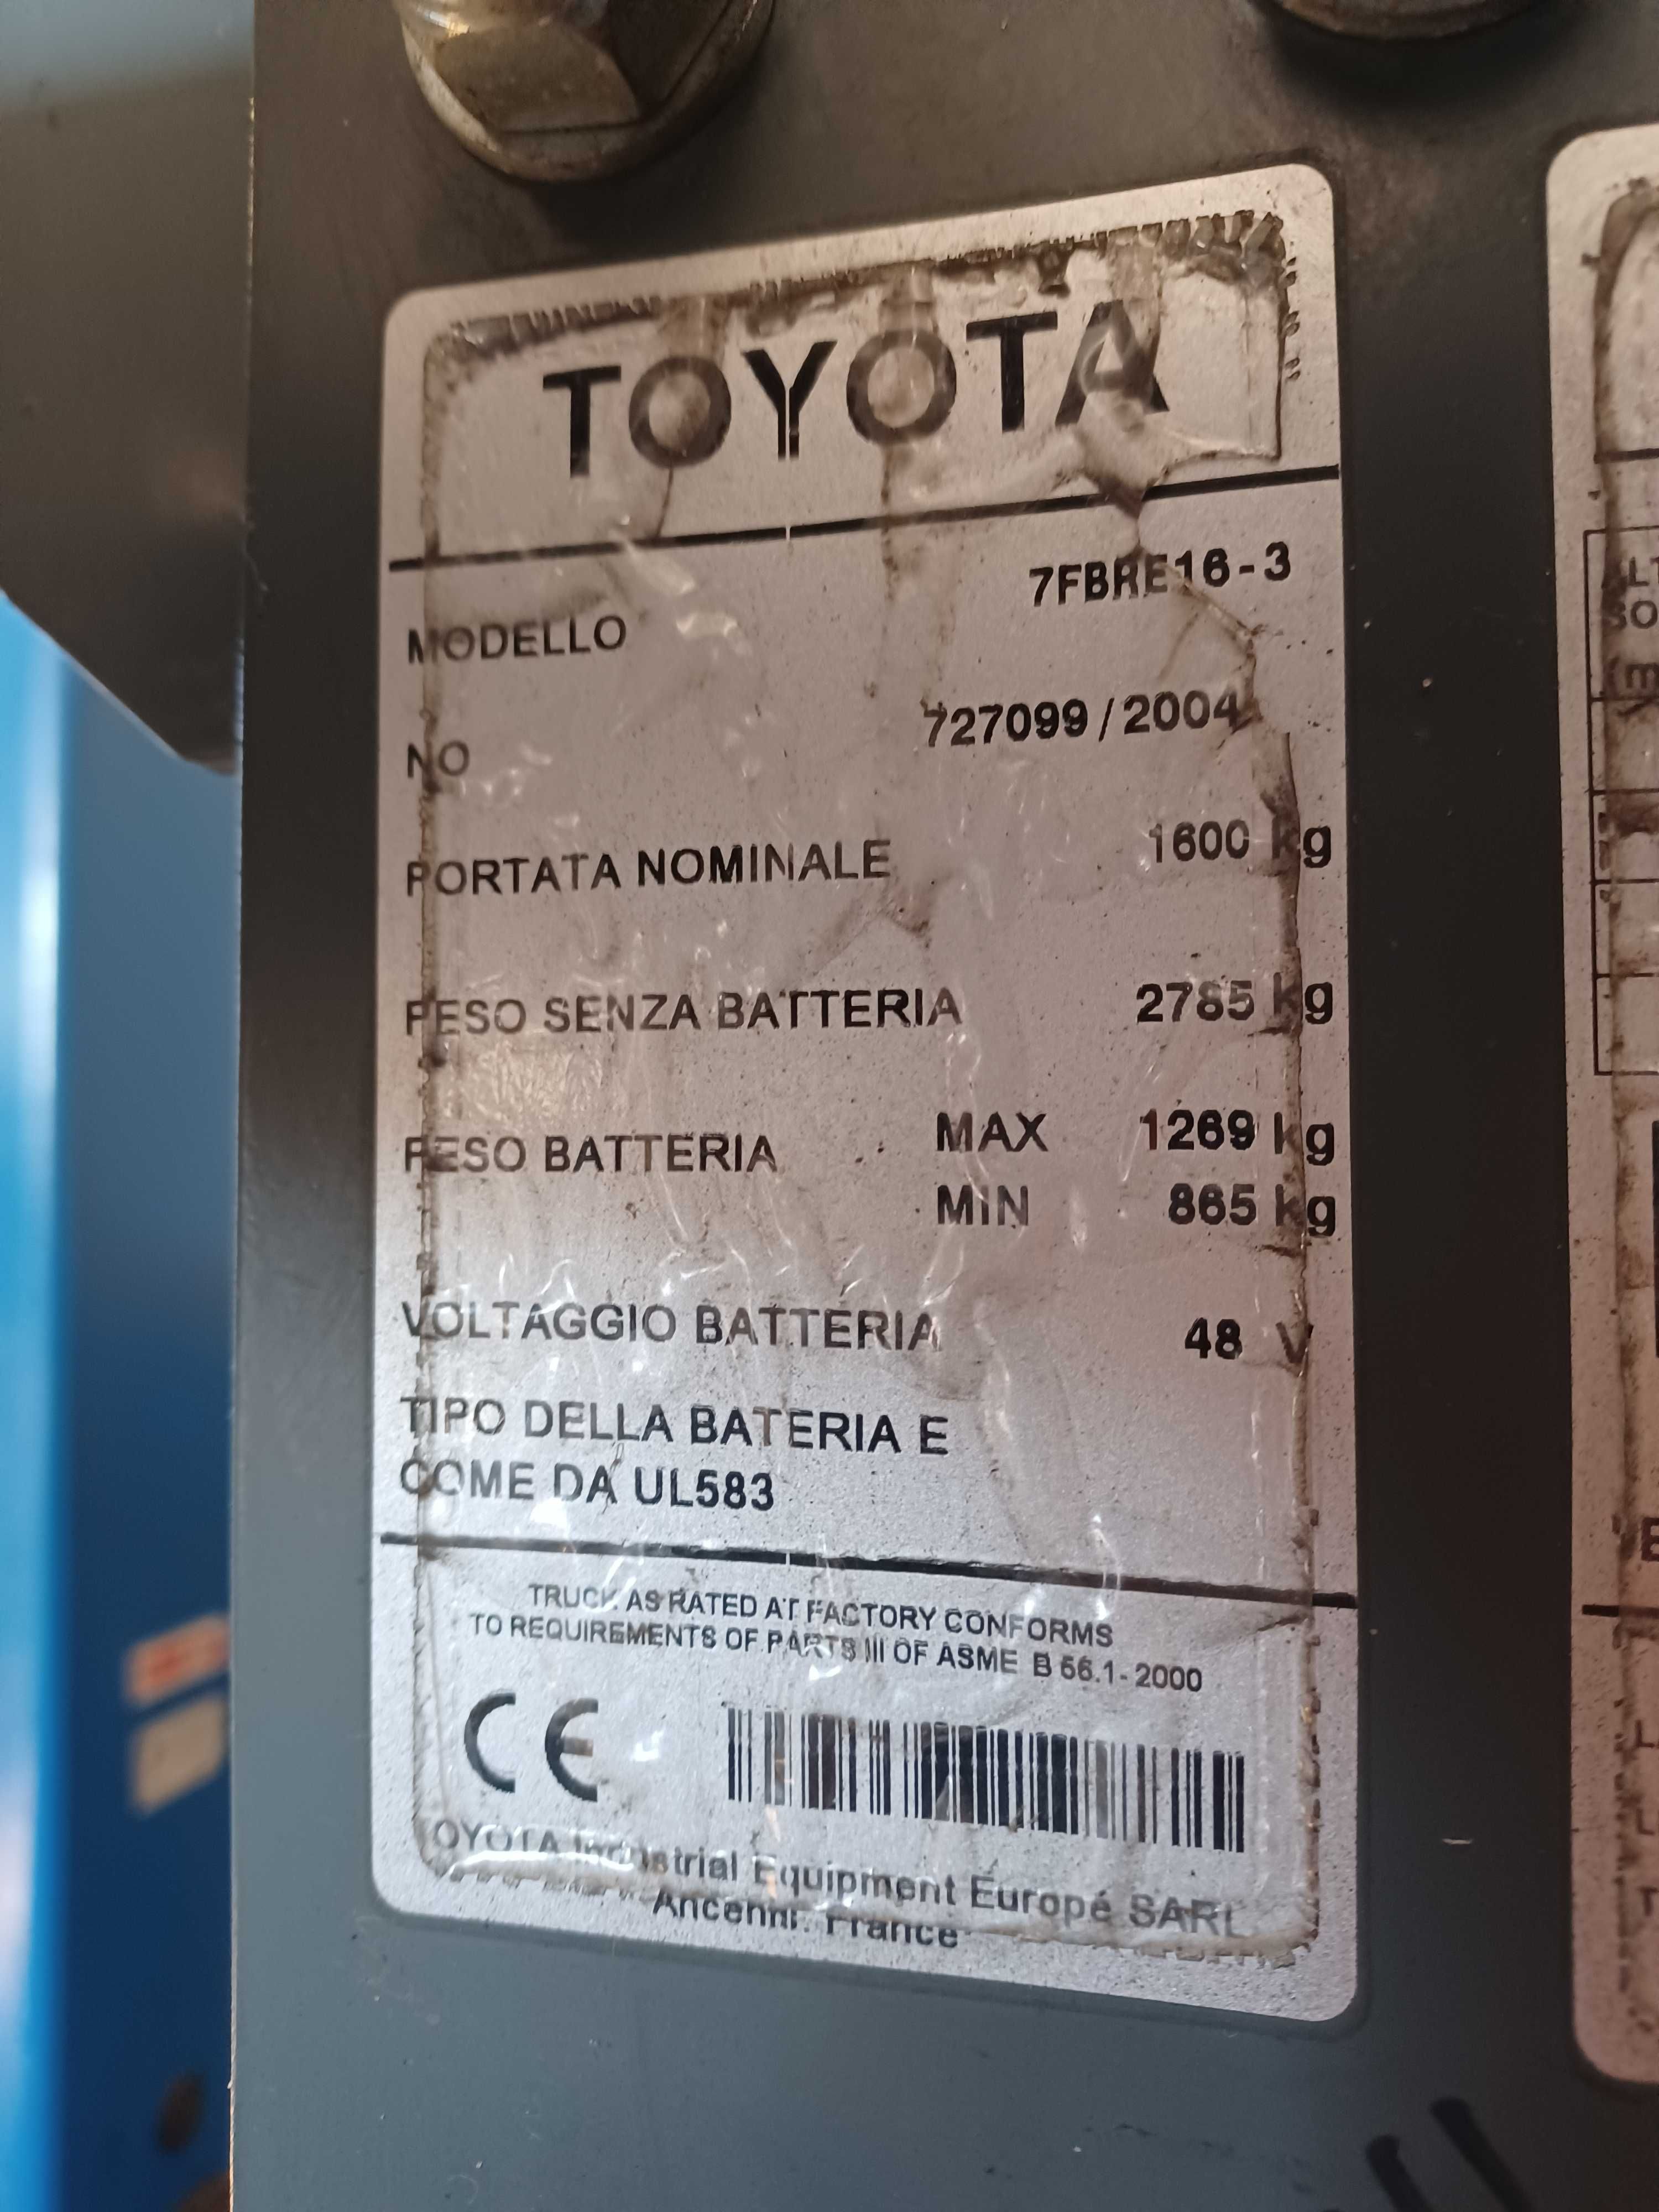 TOYOTA
MODELLO 7FBRE16-3
NO 727099/2004
PORTATA NOMINALE 1600 kg
PESO SENZA BATTERIA 2785 kg
PESO BATTERIA MAX 1269 kg
MIN 865 kg
VOLTAGGIO BATTERIA 48 V
TIPO DELLA BATERIA E
COME DA UL583
TRUCK AS RATED AT FACTORY CONFORMS
TO REQUIREMENTS OF PARTS III OF ASME B 56.1-2000
CE
TOYOTA Industrial Equipment Europe SARL
Ancenni. France